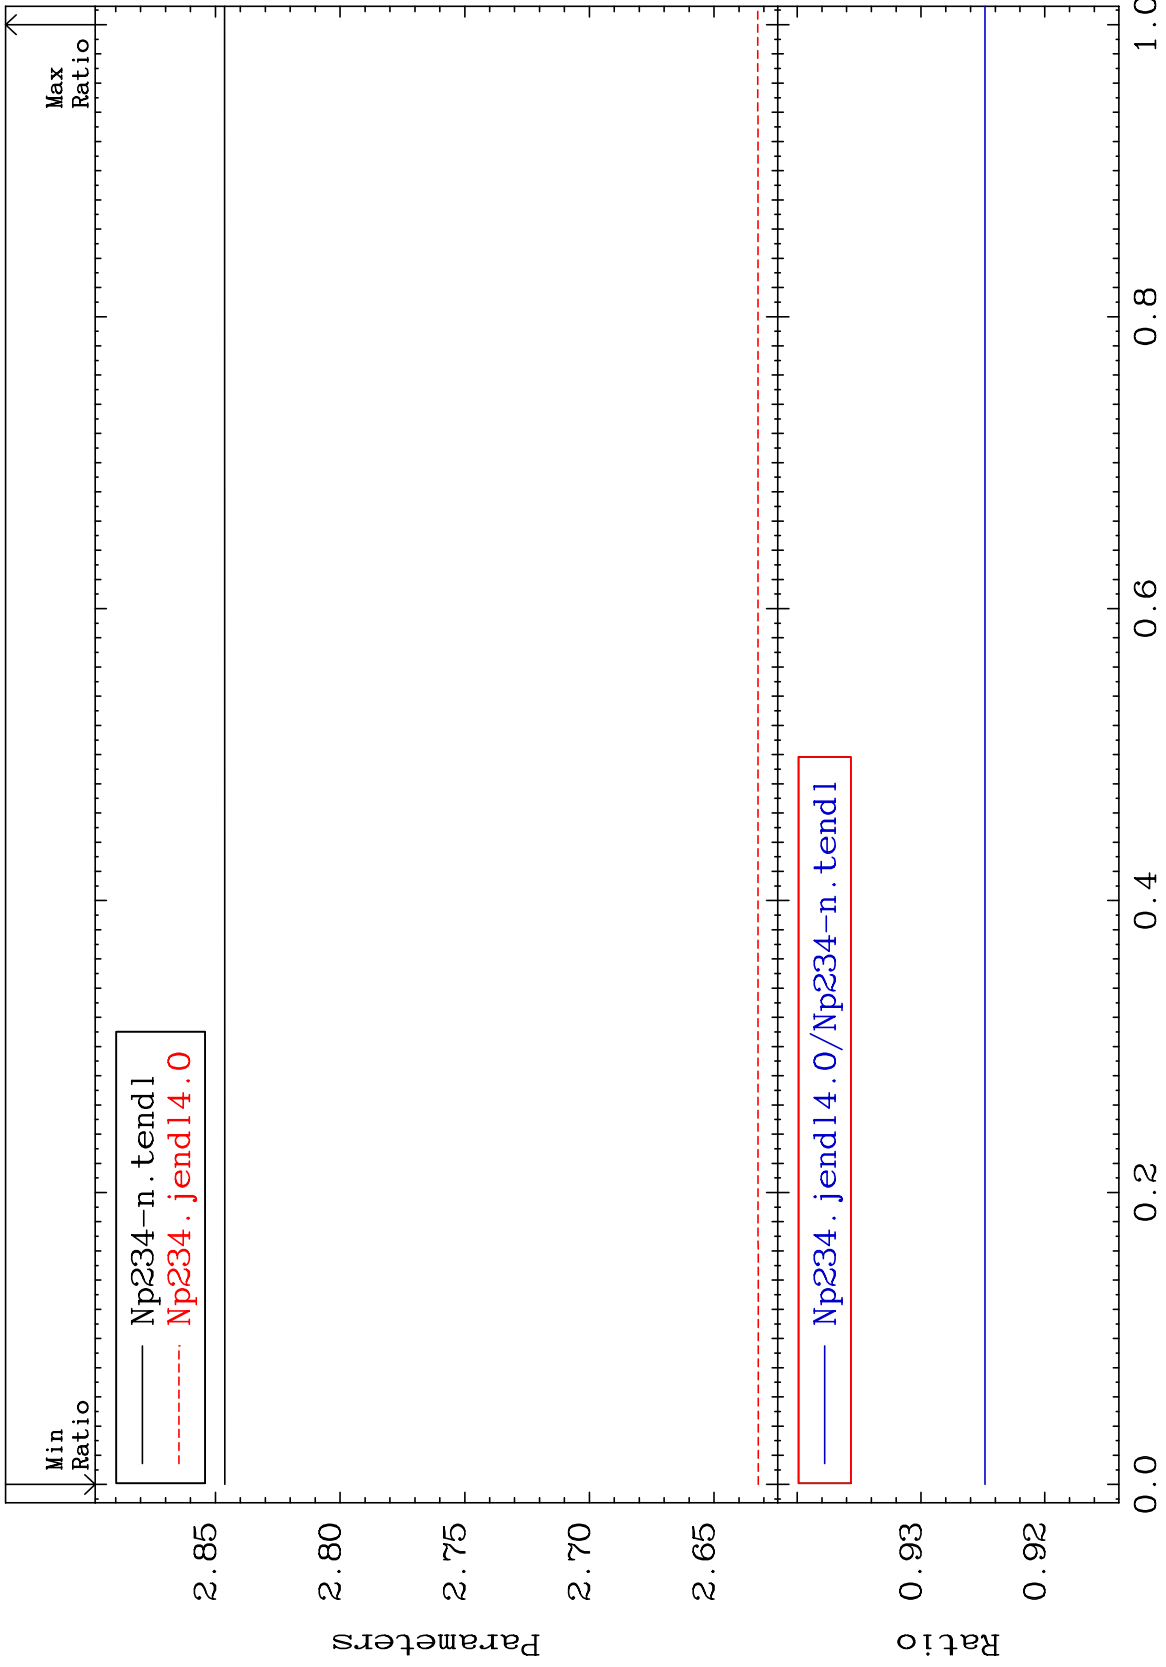 Min
Ratio
Max
Ratio
Np234-n.tendl
Np234.jendl4.0
2.85
2.80
2.75
2.70
2.65
Parameters
Np234.jendl4.0/Np234-n.tendl
0.93
0.92
Ratio
0.0
0.2
0.4
0.6
0.8
1.0